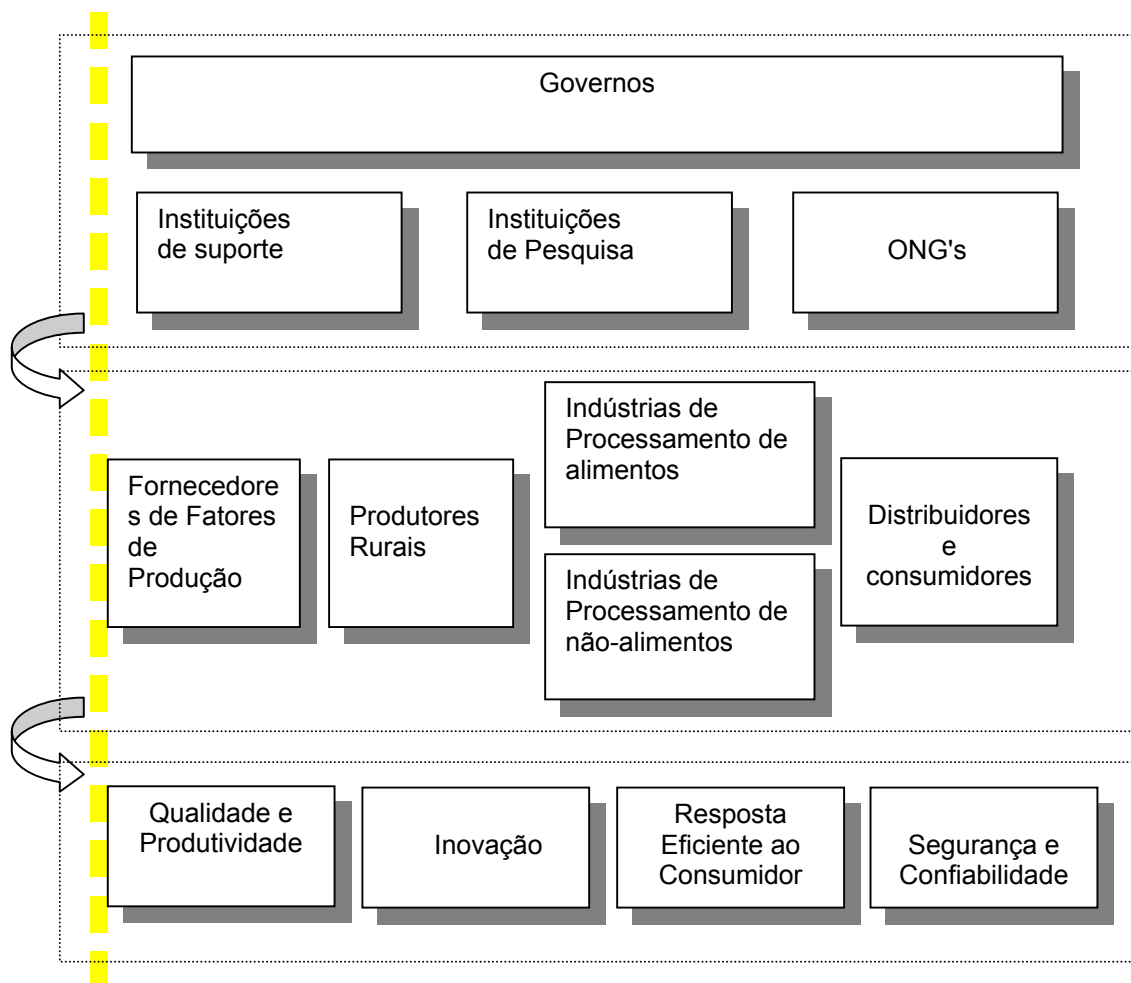 Governos
Instituições
de suporte
Instituições
de Pesquisa
ONG's
Fornecedore
s de Fatores
de
Produção
Produtores
Rurais
Indústrias de
Processamento de
alimentos
Indústrias de
Processamento de
não-alimentos
Distribuidores
e
consumidores
Qualidade e
Produtividade
Inovação
Resposta
Eficiente ao
Consumidor
Segurança e
Confiabilidade